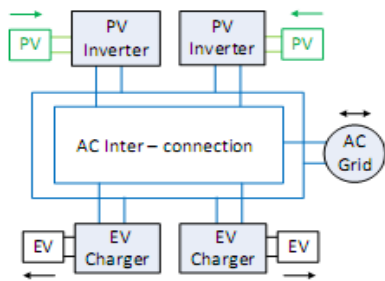 PV
PV
Inverter
PV
Inverter
PV
AC Inter – connection
AC
Grid
EV
EV
Charger
EV
Charger
EV